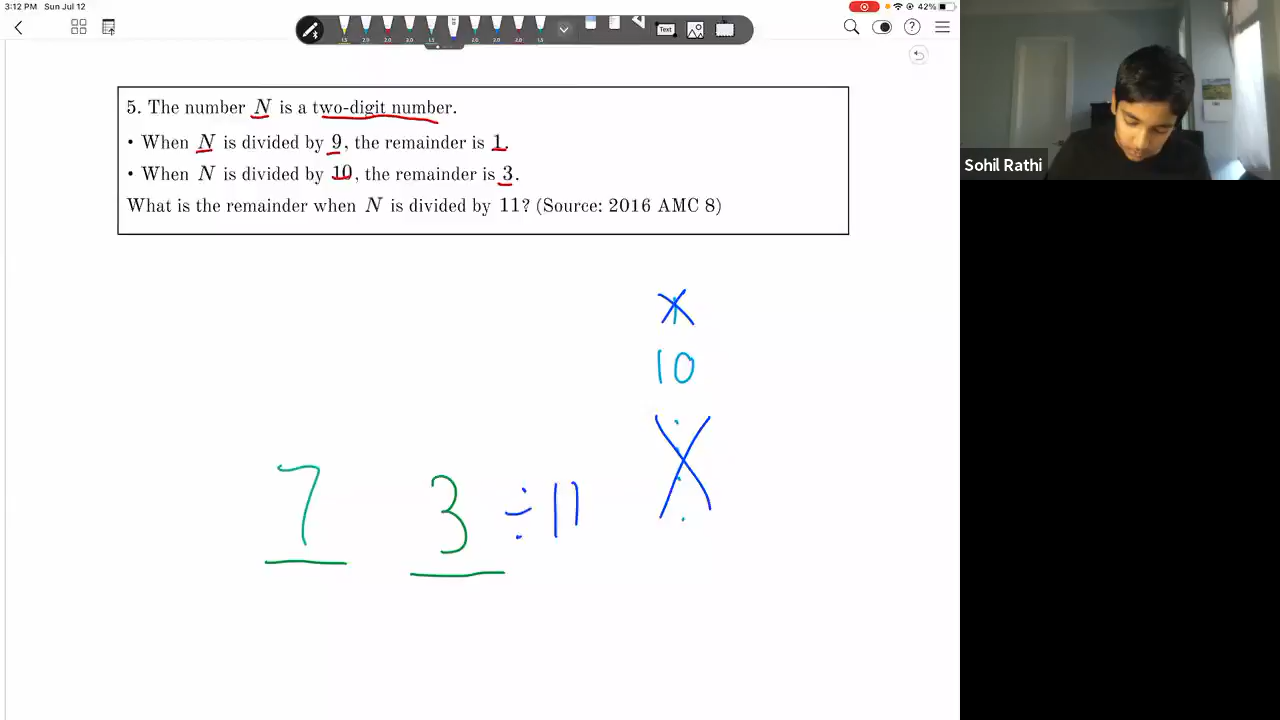 3:12 PM Sun Jul 12
42%
Text
5. The number N is a two-digit number.
• When N is divided by 9, the remainder is 1.
• When N is divided by 10, the remainder is 3.
What is the remainder when N is divided by 11? (Source: 2016 AMC 8)
10
7 3 ÷ 11
Sohil Rathi